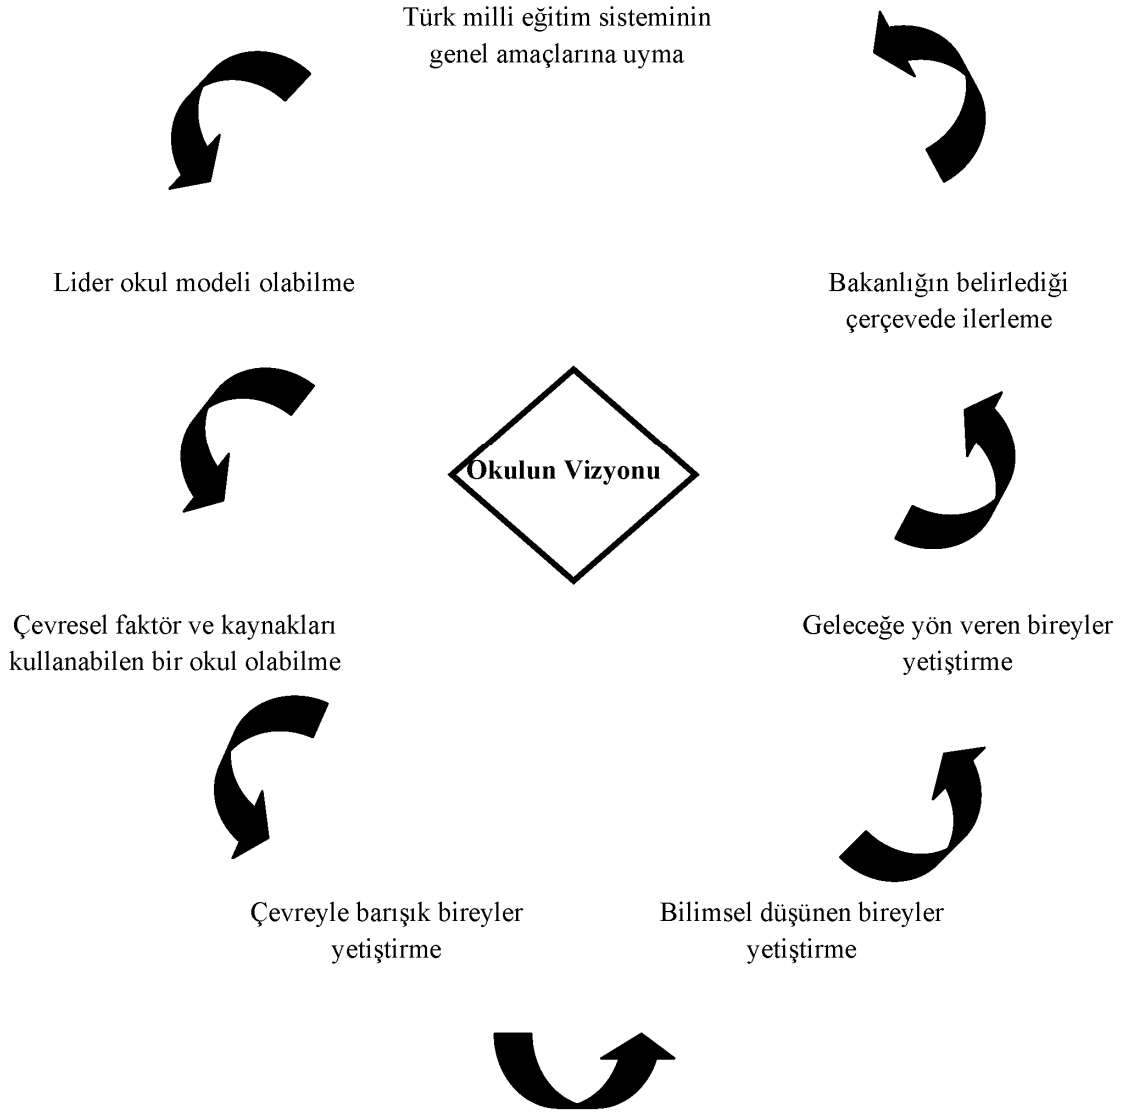 Türk milli eğitim sisteminin
genel amaçlarına uyma
Lider okul modeli olabilme
Bakanlığın belirlediği
çerçevede ilerleme
Okulun Vizyonu
Çevresel faktör ve kaynakları
kullanabilen bir okul olabilme
Geleceğe yön veren bireyler
yetiştirme
Çevreyle barışık bireyler
yetiştirme
Bilimsel düşünen bireyler
yetiştirme